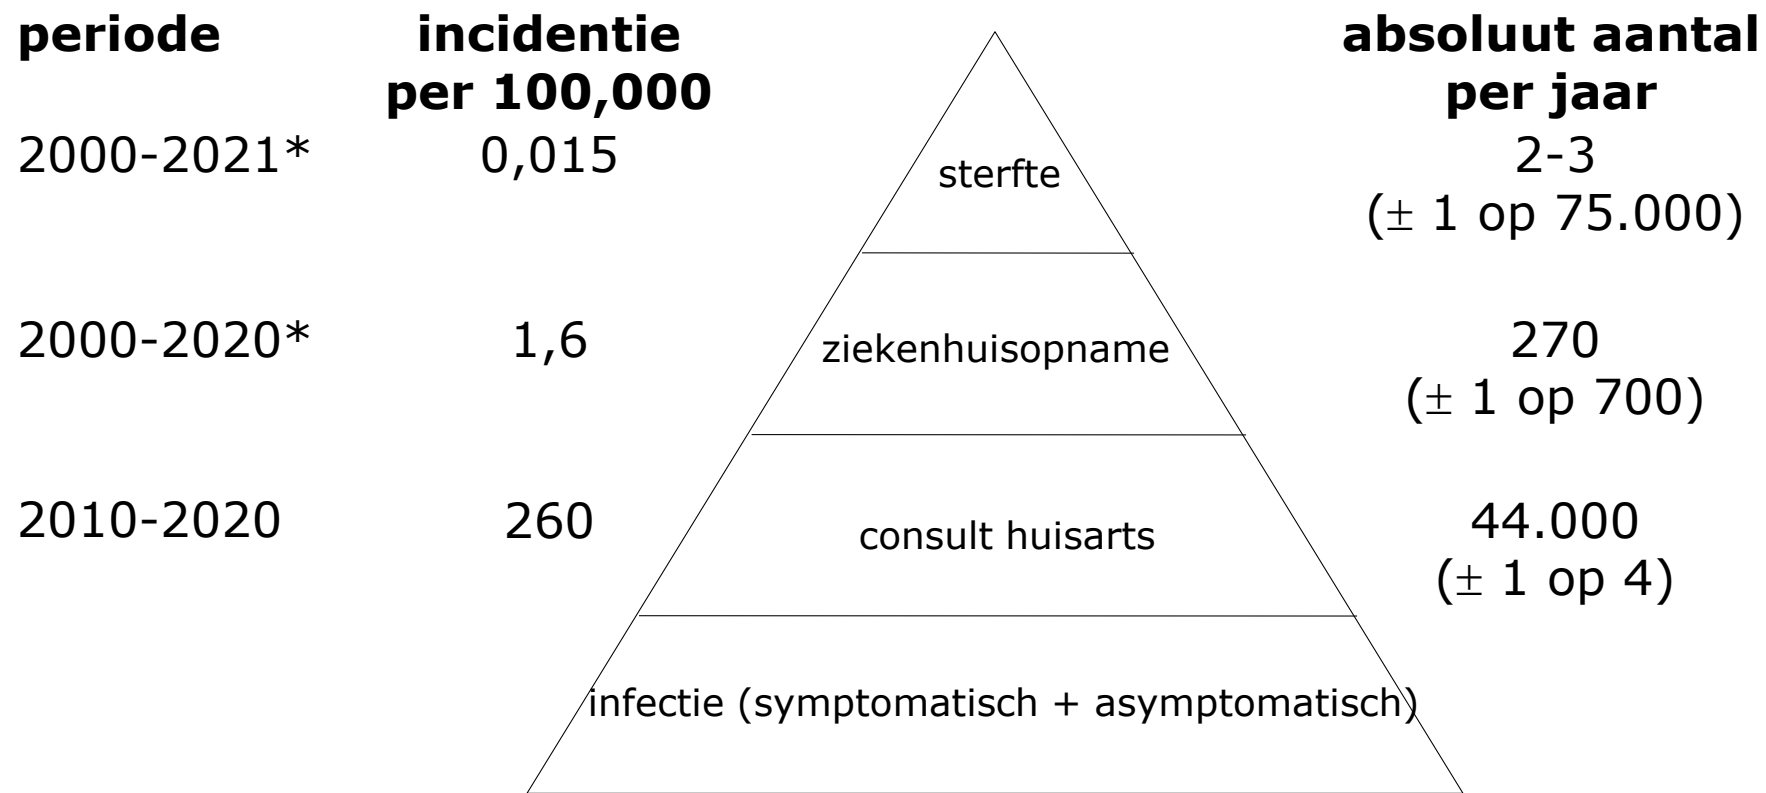 periode incidentie absoluut aantal
per 100,000 per jaar
2000-2021* 0,015 sterfte 2-3
(± 1 op 75.000)
2000-2020* 1,6 ziekenhuisopname 270
(± 1 op 700)
2010-2020 260 consult huisarts 44.000
(± 1 op 4)
infectie (symptomatisch + asymptomatisch)